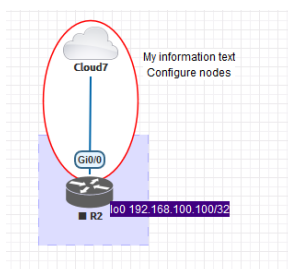 My information text
Cloud7
Configure nodes
Gi0/0
lo0 192.168.100.100/32
R2